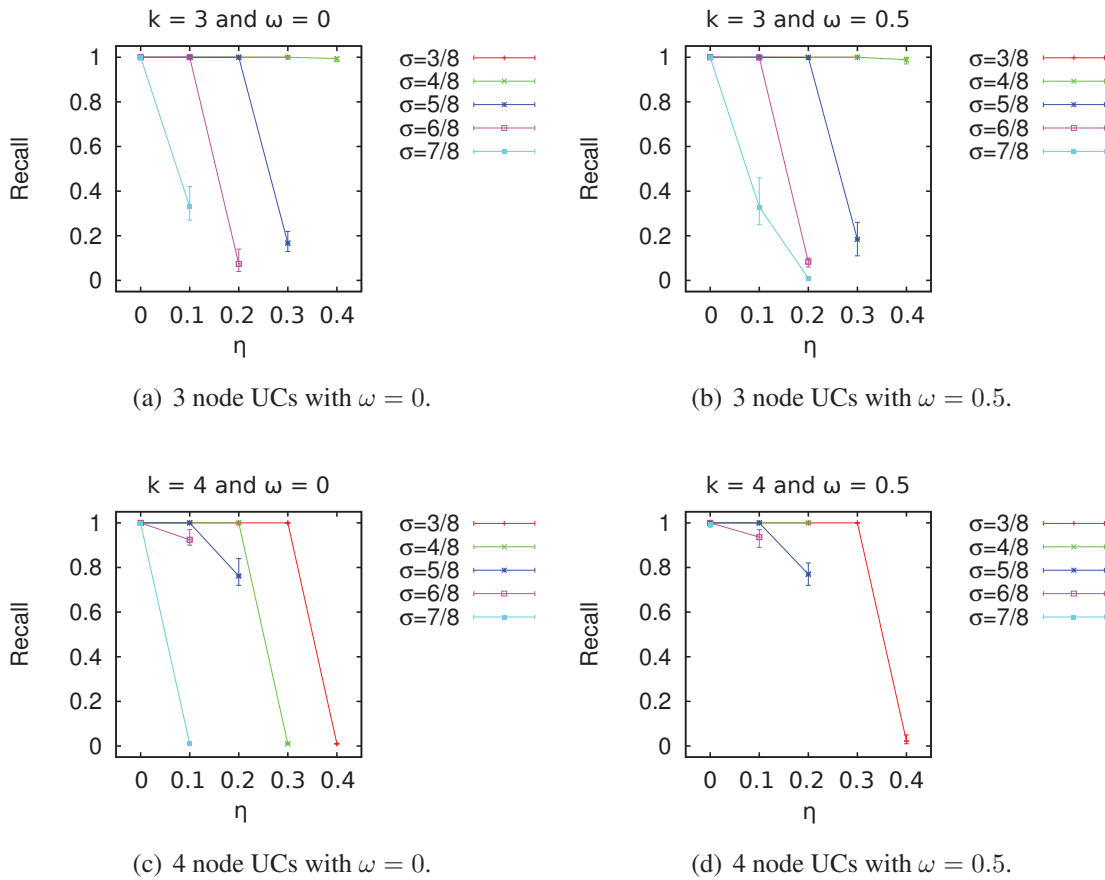 k = 3 and ω = 0
1
0.8
0.6
0.4
0.2
0
Recall
0 0.1 0.2 0.3 0.4
η
σ=3/8
σ=4/8
σ=5/8
σ=6/8
σ=7/8
(a) 3 node UCs with ω = 0.
k = 3 and ω = 0.5
1
0.8
0.6
0.4
0.2
0
Recall
0 0.1 0.2 0.3 0.4
η
σ=3/8
σ=4/8
σ=5/8
σ=6/8
σ=7/8
(b) 3 node UCs with ω = 0.5.
k = 4 and ω = 0
1
0.8
0.6
0.4
0.2
0
Recall
0 0.1 0.2 0.3 0.4
η
σ=3/8
σ=4/8
σ=5/8
σ=6/8
σ=7/8
(c) 4 node UCs with ω = 0.
k = 4 and ω = 0.5
1
0.8
0.6
0.4
0.2
0
Recall
0 0.1 0.2 0.3 0.4
η
σ=3/8
σ=4/8
σ=5/8
σ=6/8
σ=7/8
(d) 4 node UCs with ω = 0.5.